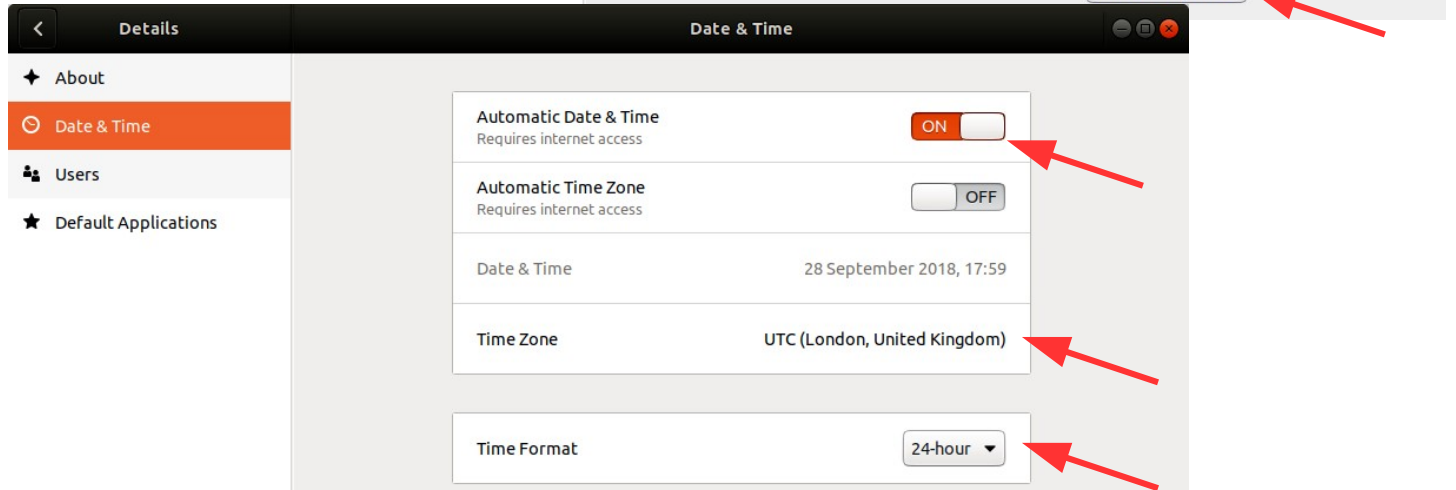 Details
Date & Time
About
Date & Time
Users
Default Applications
Automatic Date & Time
Requires internet access
ON
Automatic Time Zone
Requires internet access
OFF
Date & Time
28 September 2018, 17:59
Time Zone
UTC (London, United Kingdom)
Time Format
24-hour